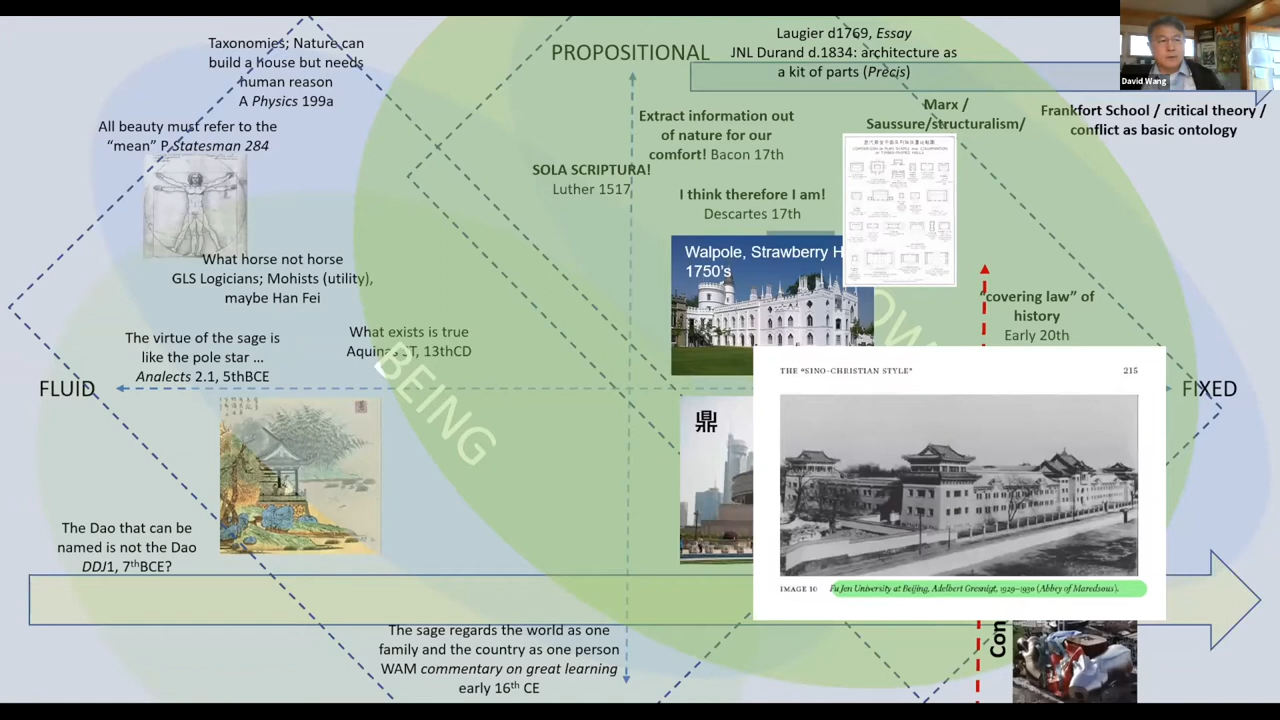 Taxonomies; Nature can
build a house but needs
human reason
A Physics 199a
All beauty must refer to the
“mean” P Statesman 284
What horse not horse
GLS Logicians; Mohists (utility),
maybe Han Fei
The virtue of the sage is
like the pole star ...
Analects 2.1, 5thBCE
What exists is true
Aquinas ST, 13thCD
FLUID
BEING
The Dao that can be
named is not the Dao
DDJ1, 7thBCE?
The sage regards the world as one
family and the country as one person
WAM commentary on great learning
early 16th CE
PROPOSITIONAL
Laugier d1769, Essay
JNL Durand d.1834: architecture as
a kit of parts (Précis)
David Wang
Extract information out
of nature for our
comfort! Bacon 17th
SOLA SCRIPTURA!
Luther 1517
I think therefore I am!
Descartes 17th
Marx /
Saussure/structuralism/
Frankfort School / critical theory /
conflict as basic ontology
Walpole, Strawberry H
1750’s
“covering law” of
history
Early 20th
FIXED
鼎
THE “SINO-CHRISTIAN STYLE” 215
IMAGE 10 Fu Jen University at Beijing, Adelbert Gresnigt, 1929–1930 (Abbey of Maredsous).
Con